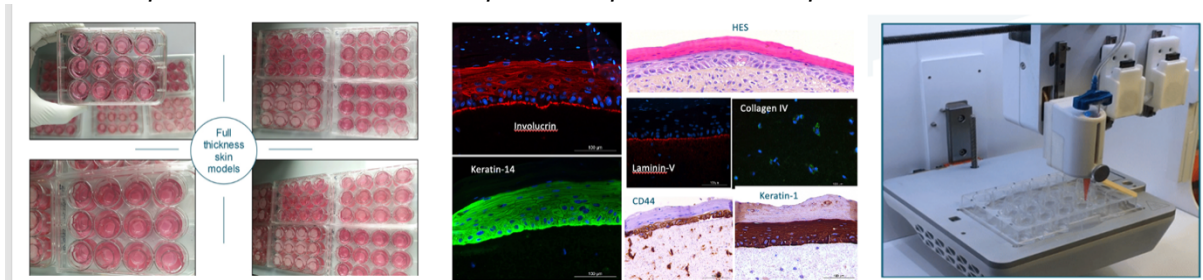 Full
thickness
skin
models
Involucrin
Keratin-14
HES
Laminin-V
Collagen IV
CD44
Keratin-1